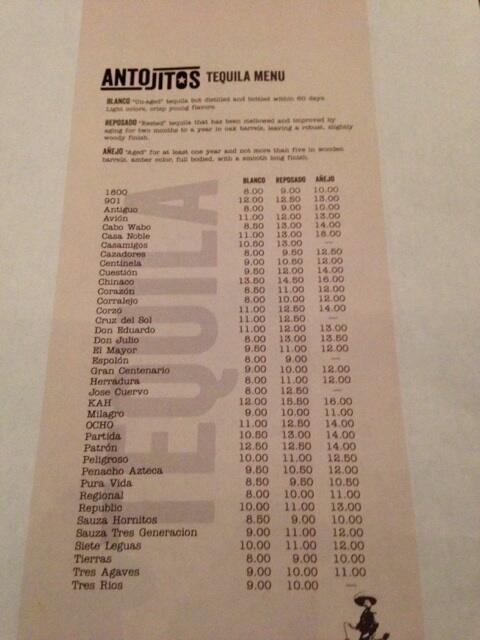 ANTOJITOS TEQUILA MENU
BLANCO "Un-aged" tequila but distilled and bottled within 60 days
Light colors, crisp young flavors.
REPOSADO "Rested" tequila that has been mellowed and improved by
aging for two months to a year in oak barrels, leaving a robust, slightly
woody finish.
AÑEJO "Aged" for at least one year and not more than five in wooden
barrels, amber color, full bodied, with a smooth long finish.
TEQUILA
BLANCO REPOSADO AÑEJO
1800 8.00 9.00 10.00
901 12.00 12.50 13.00
Antiguo 8.00 9.00 10.00
Avión 11.00 12.00 13.00
Cabo Wabo 8.50 13.00 14.00
Casa Noble 11.00 13.00
Casamigos 10.50 13.00 —
Cazadores 8.00 9.50 12.50
Centinela 9.00 10.50 12.00
Cuestión 9.50 12.00 14.00
Chinaco 13.50 14.50 16.00
Corazón 8.50 11.00 12.00
Corralejo 8.00 10.00 12.00
Corzo 11.00 12.00 14.00
Cruz del Sol 11.00 12.50 —
Don Eduardo 11.00 12.00 13.00
Don Julio 8.00 13.00 13.50
El Mayor 9.50 11.00 12.00
Espolón 8.00 9.00 —
Gran Centenario 9.00 10.00 12.00
Herradura 8.00 11.00 12.00
Jose Cuervo 8.00 12.50 —
KAH 12.00 15.50 16.00
Milagro 9.00 10.00 11.00
OCHO 11.00 12.50 14.00
Partida 10.50 13.00 14.00
Patrón 12.50 12.50 14.00
Peligroso 10.00 11.00 12.50
Penacho Azteca 9.50 10.50 12.00
Pura Vida 8.50 9.50 10.50
Regional 8.00 10.00 11.00
Republic 10.00 11.00 13.00
Sauza Hornitos 8.50 9.00 10.00
Sauza Tres Generacion 9.00 11.00 12.00
Siete Leguas 10.00 11.00 12.00
Tierras 8.00 9.00 10.00
Tres Agaves 9.00 10.00 11.00
Tres Rios 9.00 10.00 —